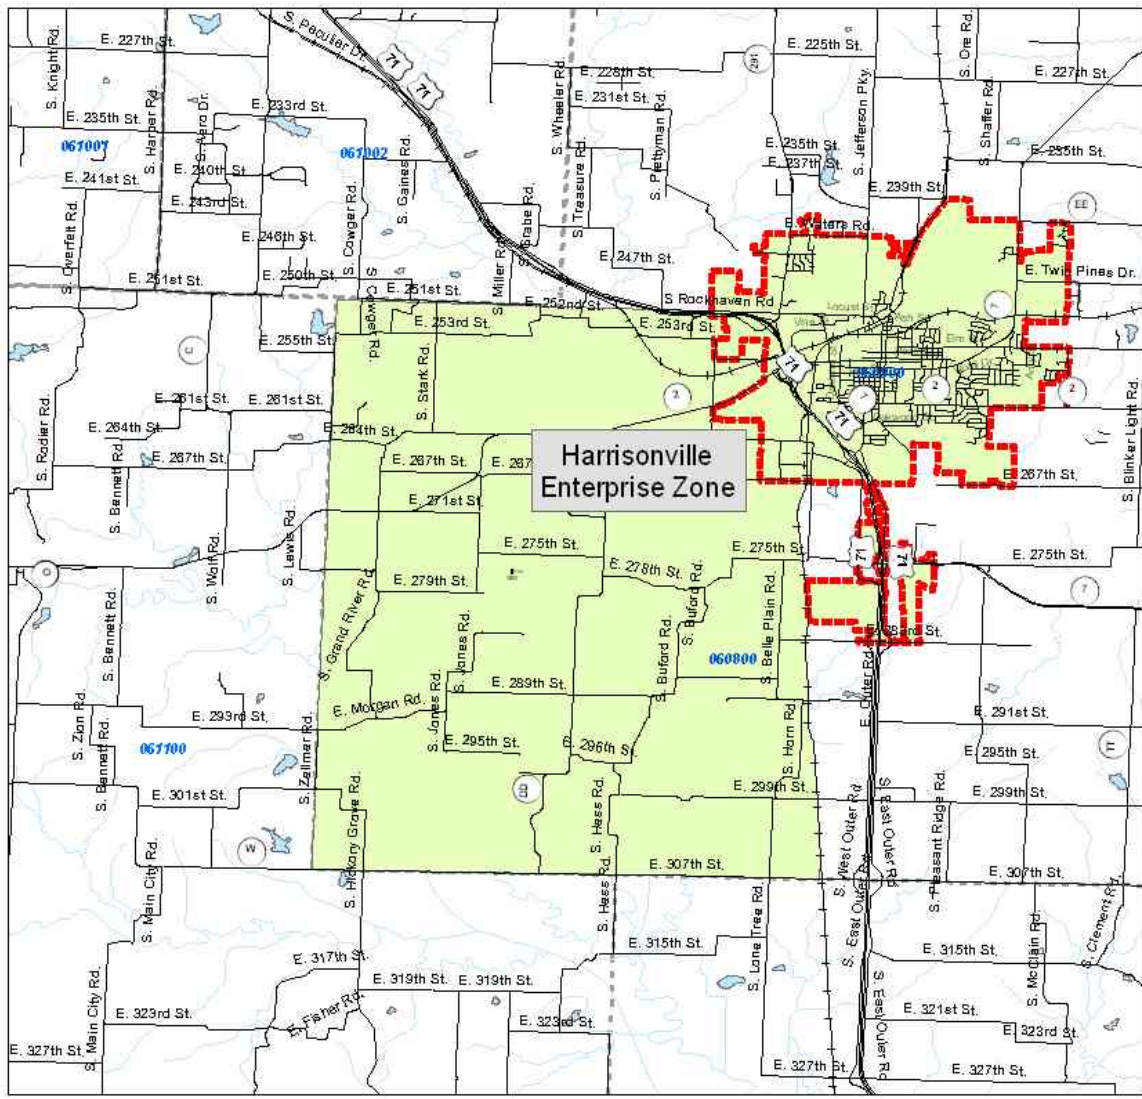 S. Peculiar Dr.
E. 227th St.
E. 225th St.
S. Knight Rd.
S. Harper Rd.
71
71
291
S. Ore Rd.
E. 228th St.
E. 227th St.
E. 231st St.
S. Wheeler Rd.
S. Jefferson Pky.
S. Shaffer Rd.
E. 233rd St.
E. 235th St.
S. Aero Dr.
061001
061002
S. Gaines Rd.
S. Prettyman Rd.
S. Treasure Rd.
E. 235th St.
E. 235th St.
E. 237th St.
E. 240th St.
E. 241st St.
E. 239th St.
E. 243rd St.
S. Cowger Rd.
EE
E. Waters Rd.
S. Overfelt Rd.
E. 246th St.
E. 247th St.
S. Miller Rd.
E. Twin Pines Dr.
E. 250th St.
E. 251st St.
E. 251st St.
S. Cowger Rd.
E. 252nd St.
S Rockhaven Rd
7
E. 253rd St.
E. 253rd St.
E. 255th St.
C
71
S. Stark Rd.
2
7
2
2
E. 261st St.
E. 261st St.
71
S. Rodier Rd.
E. 264th St.
E. 264th St.
S. Blinker Light Rd.
Harrisonville
Enterprise Zone
E. 267th St.
E. 267th St.
E. 267th St.
S. Bennett Rd.
E. 271st St.
S. Wolf Rd.
S. Lewis Rd.
E. 275th St.
E. 275th St.
E. 275th St.
71
71
O
E. 278th St.
E. 279th St.
7
S. Bennett Rd.
S. Grand River Rd.
S. Buford Rd.
S. Belle Plain Rd.
E. 283rd St.
S. Jones Rd.
S. Buford Rd.
060800
E. Outer Rd.
E. 289th St.
E. Morgan Rd.
E. 293rd St.
E. 291st St.
S. Zion Rd.
061100
S. Jones Rd.
E. 295th St.
E. 296th St.
S. Horn Rd.
E. 295th St.
TT
S. Bennett Rd.
S. Zellmer Rd.
DD
E. 299th St.
E. 299th St.
E. 301st St.
S. Hess Rd.
S. East Outer Rd
S. West Outer Rd
S. Pleasant Ridge Rd.
W
S. Hickory Grove Rd.
E. 307th St.
E. 307th St.
S. Main City Rd.
S. Hess Rd.
S. Lone Tree Rd.
S. East Outer Rd
S. Clement Rd.
E. 315th St.
E. 315th St.
S. McClain Rd.
E. 317th St.
E. 319th St.
E. 319th St.
S. Main City Rd.
E. Fisher Rd.
E. 323rd St.
E. 323rd St.
E. 321st St.
E. 323rd St.
S. East Outer Rd
E. 327th St.
E. 327th St.
E. 327th St.